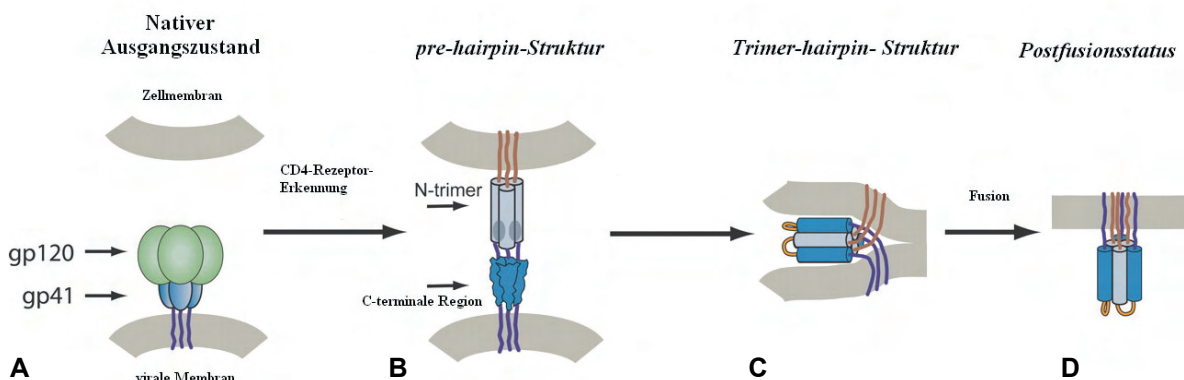 Nativer
Ausgangszustand
pre-hairpin-Struktur
Trimer-hairpin- Struktur
Postfusionsstatus
Zellmembran
CD4-Rezeptor-
Erkennung
N-trimer
Fusion
gp120
gp41
C-terminale Region
A
virale Membran
B
C
D